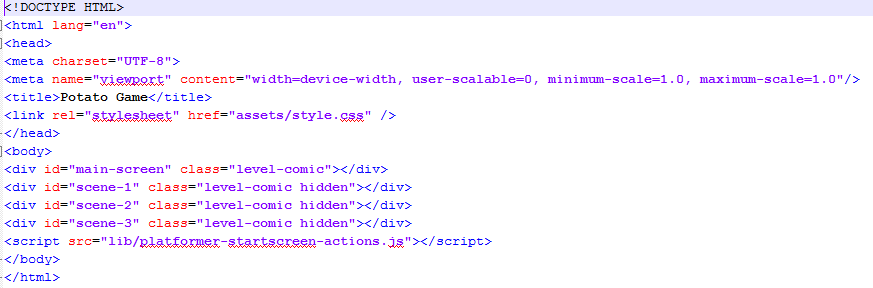 <!DOCTYPE HTML>
<html lang="en">
<head>
<meta charset="UTF-8">
<meta name="viewport" content="width=device-width, user-scalable=0, minimum-scale=1.0, maximum-scale=1.0"/>
<title>Potato Game</title>
<link rel="stylesheet" href="assets/style.css" />
</head>
<body>
<div id="main-screen" class="level-comic"></div>
<div id="scene-1" class="level-comic hidden"></div>
<div id="scene-2" class="level-comic hidden"></div>
<div id="scene-3" class="level-comic hidden"></div>
<script src="lib/platformer-startscreen-actions.js"></script>
</body>
</html>